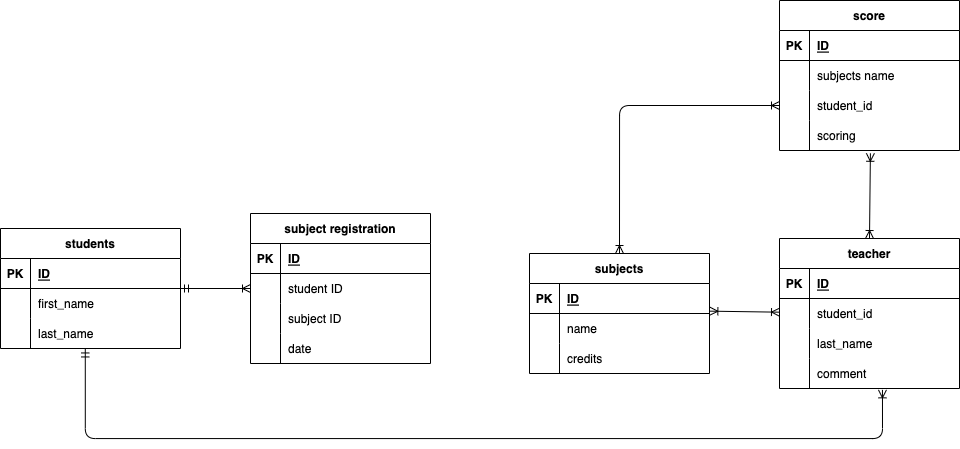 score
PK ID
subjects name
student_id
scoring
students
PK ID
first_name
last_name
subject registration
PK ID
student ID
subject ID
date
subjects
PK ID
name
credits
teacher
PK ID
student_id
last_name
comment